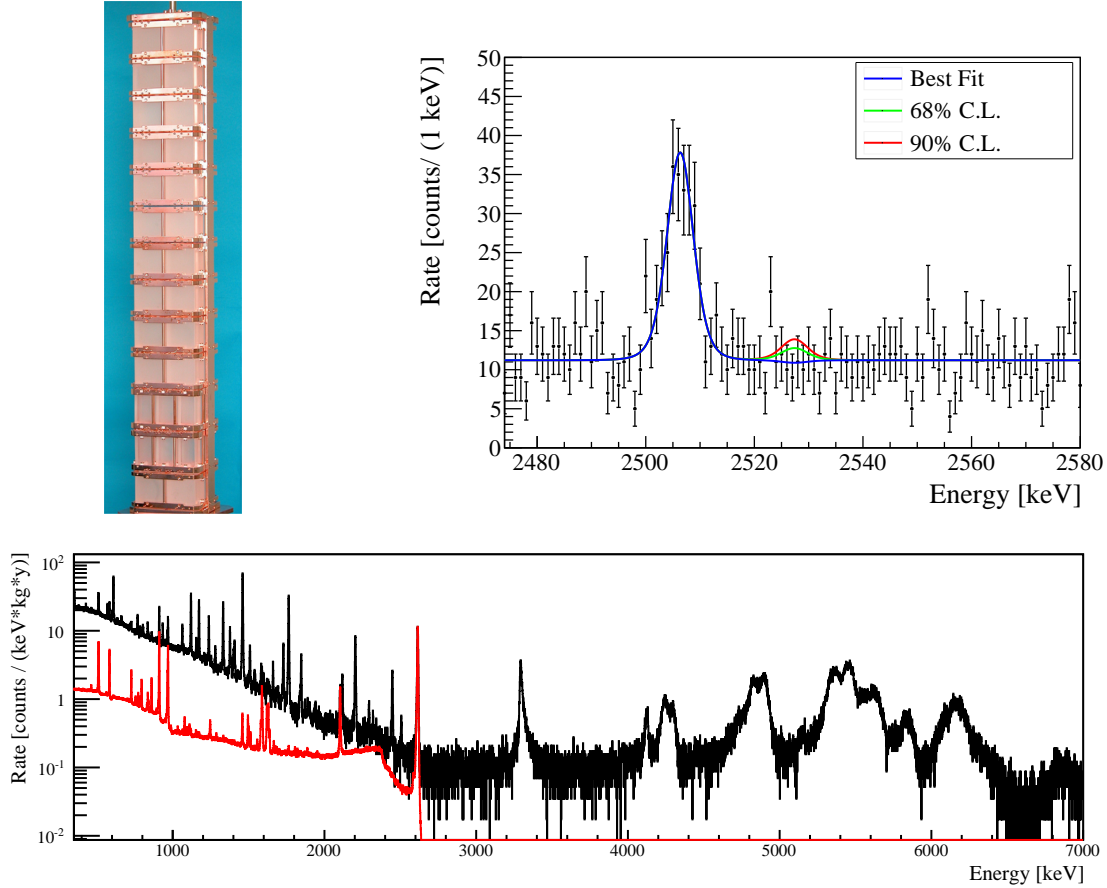 Rate [counts/ (1 keV)]
50
45
40
35
30
25
20
15
10
5
0
Best Fit
68% C.L.
90% C.L.
2480 2500 2520 2540 2560 2580
Energy [keV]
Rate [counts / (keV*kg*y)]
10²
10
1
10⁻¹
10⁻²
1000 2000 3000 4000 5000 6000 7000
Energy [keV]